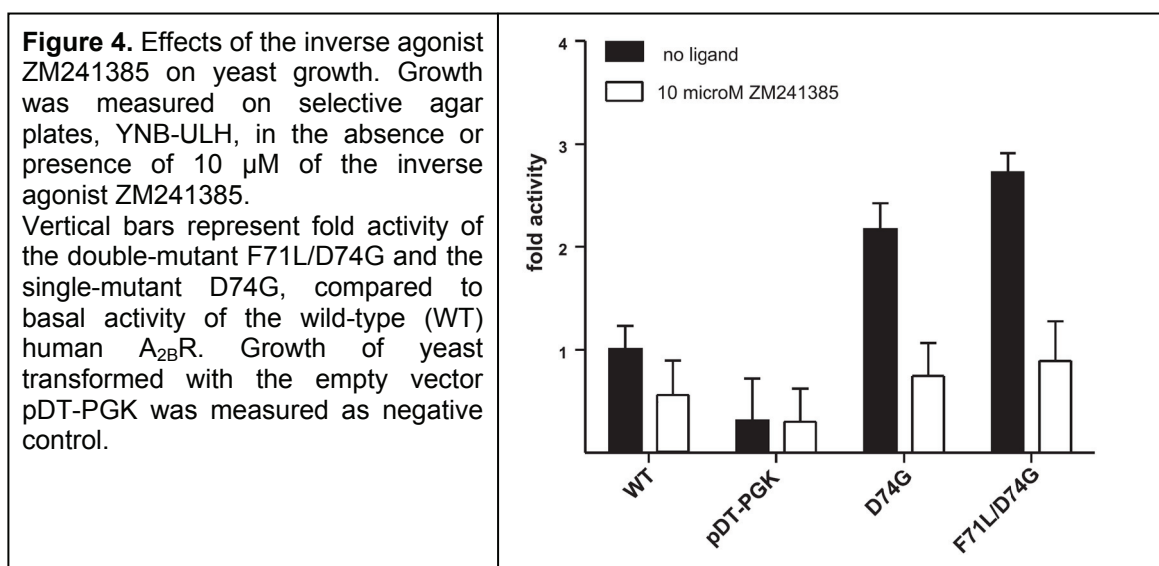 Figure 4. Effects of the inverse agonist
ZM241385 on yeast growth. Growth
was measured on selective agar
plates, YNB-ULH, in the absence or
presence of 10 µM of the inverse
agonist ZM241385.
Vertical bars represent fold activity of
the double-mutant F71L/D74G and the
single-mutant D74G, compared to
basal activity of the wild-type (WT)
human A2BR. Growth of yeast
transformed with the empty vector
pDT-PGK was measured as negative
control.
4
3
2
1
fold activity
no ligand
10 microM ZM241385
WT
pDT-PGK
D74G
F71L/D74G